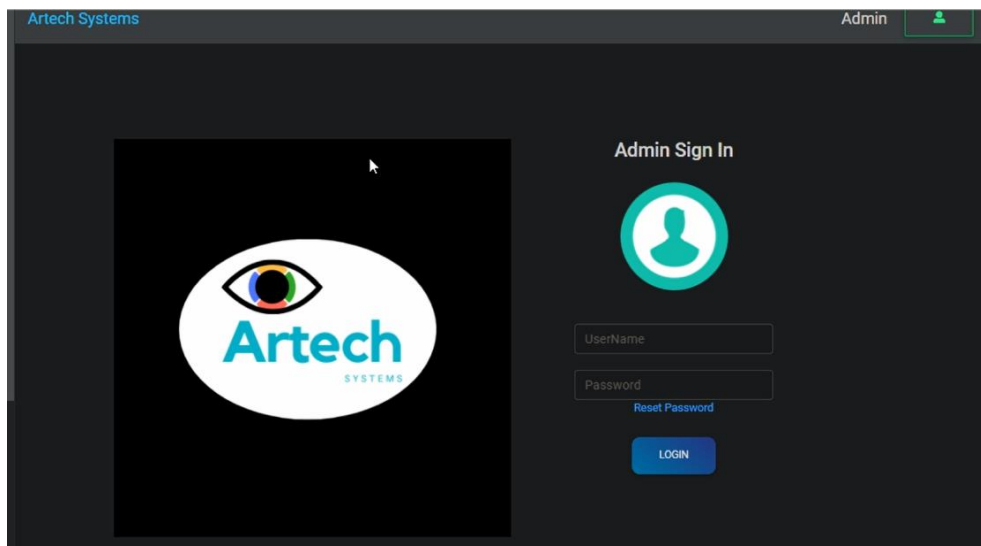 Artech Systems
Admin
Admin Sign In
Artech
SYSTEMS
UserName
Password
Reset Password
LOGIN